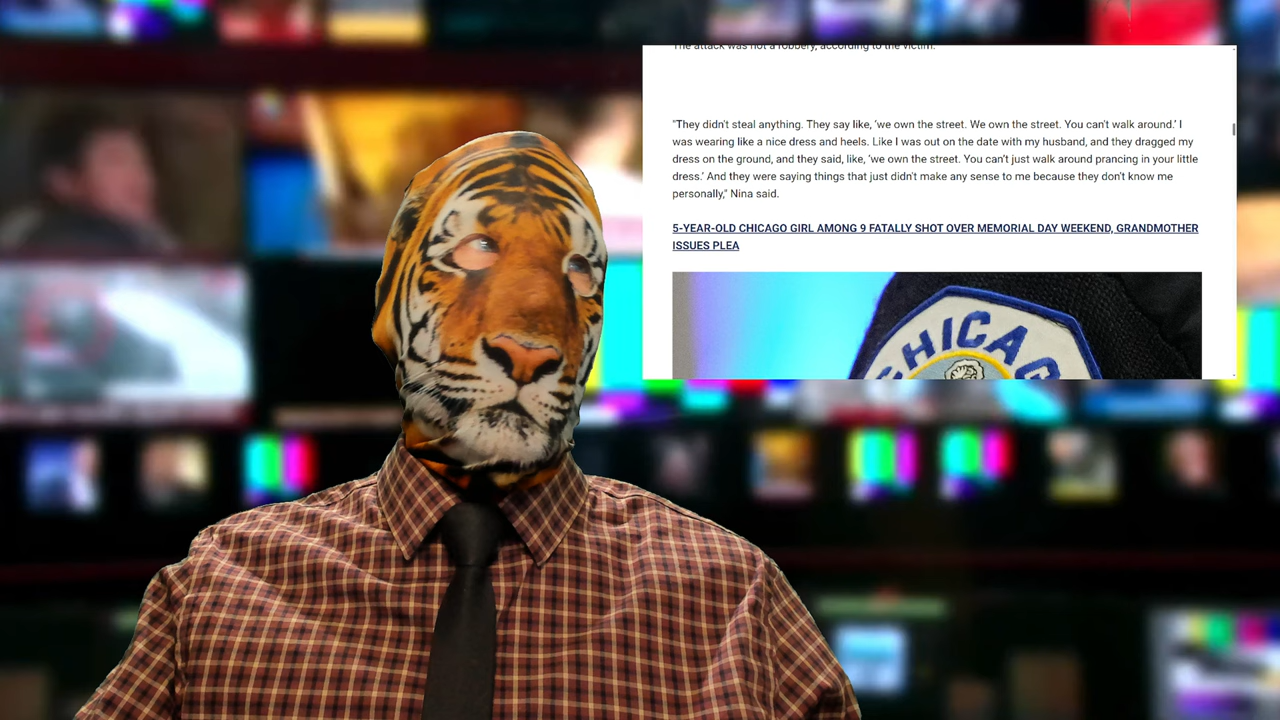 The attack was not a robbery, according to the victim.
"They didn't steal anything. They say like, 'we own the street. We own the street. You can't walk around.' I
was wearing like a nice dress and heels. Like I was out on the date with my husband, and they dragged my
dress on the ground, and they said, like, 'we own the street. You can't just walk around prancing in your little
dress.' And they were saying things that just didn't make any sense to me because they don't know me
personally," Nina said.
5-YEAR-OLD CHICAGO GIRL AMONG 9 FATALLY SHOT OVER MEMORIAL DAY WEEKEND, GRANDMOTHER
ISSUES PLEA
CHICAG